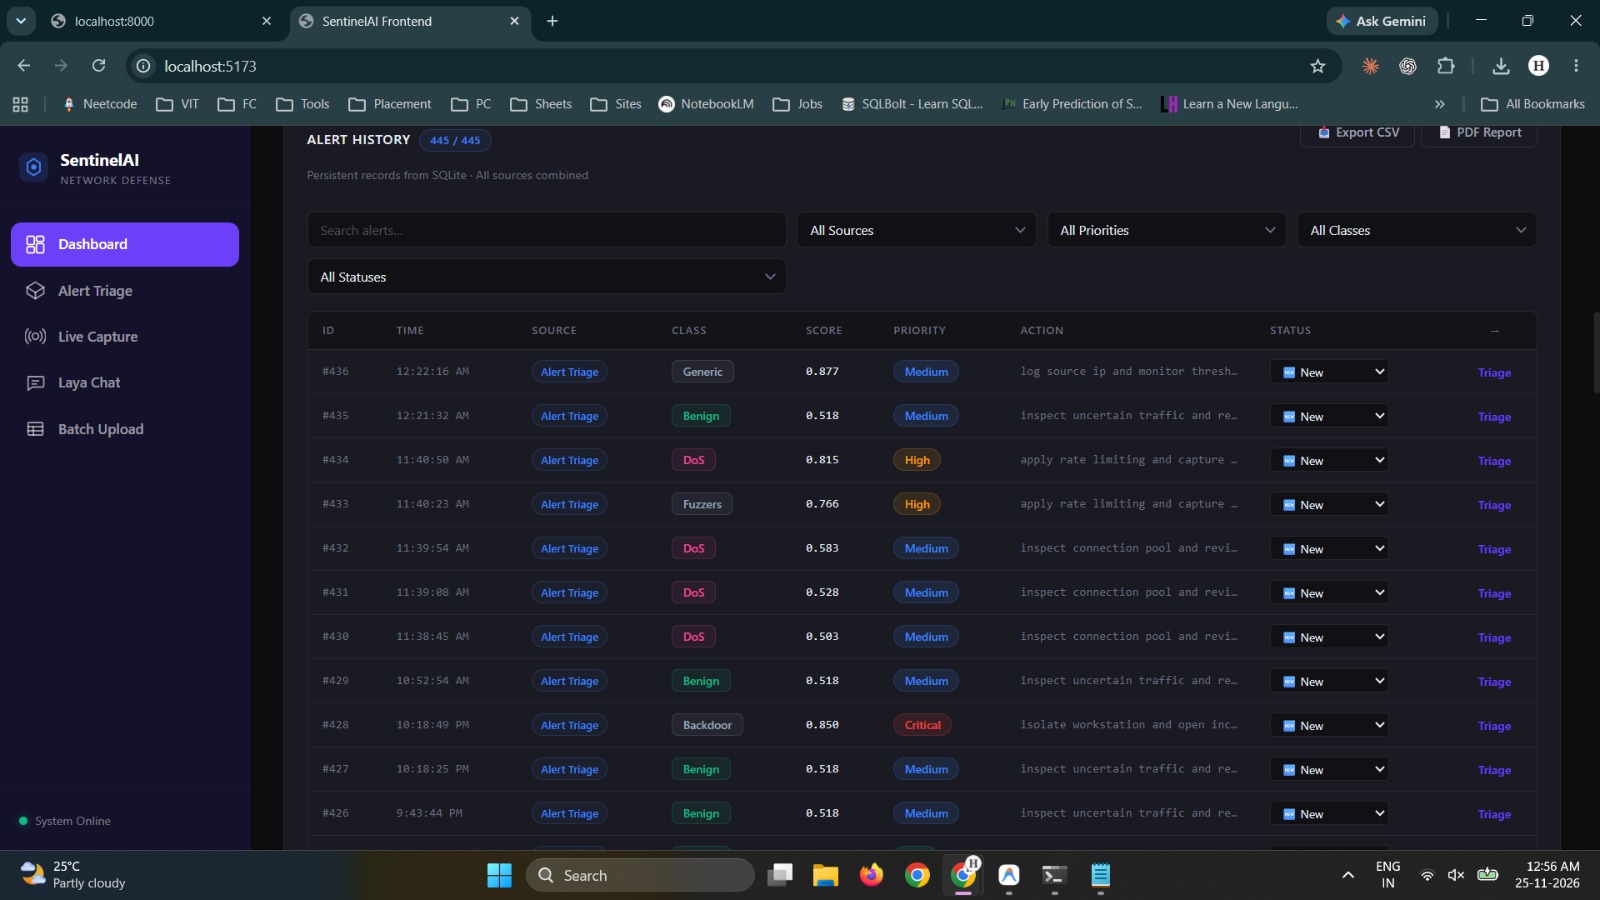 localhost:8000
SentinelAI Frontend
Ask Gemini
localhost:5173
H
Neetcode
VIT
FC
Tools
Placement
PC
Sheets
Sites
NotebookLM
Jobs
SQLBolt - Learn SQL...
Early Prediction of S...
Learn a New Langu...
All Bookmarks
SentinelAI
NETWORK DEFENSE
Dashboard
Alert Triage
Live Capture
Laya Chat
Batch Upload
System Online
ALERT HISTORY 445 / 445
Export CSV PDF Report
Persistent records from SQLite · All sources combined
Search alerts... All Sources All Priorities All Classes
All Statuses
ID TIME SOURCE CLASS SCORE PRIORITY ACTION STATUS →
#436 12:22:16 AM Alert Triage Generic 0.877 Medium log source ip and monitor thresh… New Triage
#435 12:21:32 AM Alert Triage Benign 0.518 Medium inspect uncertain traffic and re… New Triage
#434 11:40:50 AM Alert Triage DoS 0.815 High apply rate limiting and capture … New Triage
#433 11:40:23 AM Alert Triage Fuzzers 0.766 High apply rate limiting and capture … New Triage
#432 11:39:54 AM Alert Triage DoS 0.583 Medium inspect connection pool and revi… New Triage
#431 11:39:08 AM Alert Triage DoS 0.528 Medium inspect connection pool and revi… New Triage
#430 11:38:45 AM Alert Triage DoS 0.503 Medium inspect connection pool and revi… New Triage
#429 10:52:54 AM Alert Triage Benign 0.518 Medium inspect uncertain traffic and re… New Triage
#428 10:18:49 PM Alert Triage Backdoor 0.850 Critical isolate workstation and open inc… New Triage
#427 10:18:25 PM Alert Triage Benign 0.518 Medium inspect uncertain traffic and re… New Triage
#426 9:43:44 PM Alert Triage Benign 0.518 Medium inspect uncertain traffic and re… New Triage
25°C
Partly cloudy
Search
H
ENG
IN
12:56 AM
25-11-2026